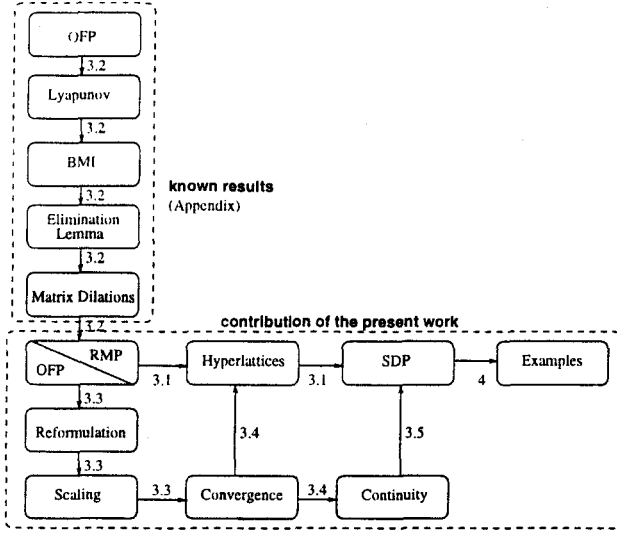 OFP
3.2
Lyapunov
3.2
BMI
3.2
Elimination
Lemma
3.2
Matrix Dilations
3.2
known results
(Appendix)
contribution of the present work
RMP
OFP
3.1
Hyperlattices
3.1
SDP
4
Examples
3.3
Reformulation
3.4
3.5
3.3
Scaling
3.3
Convergence
3.4
Continuity